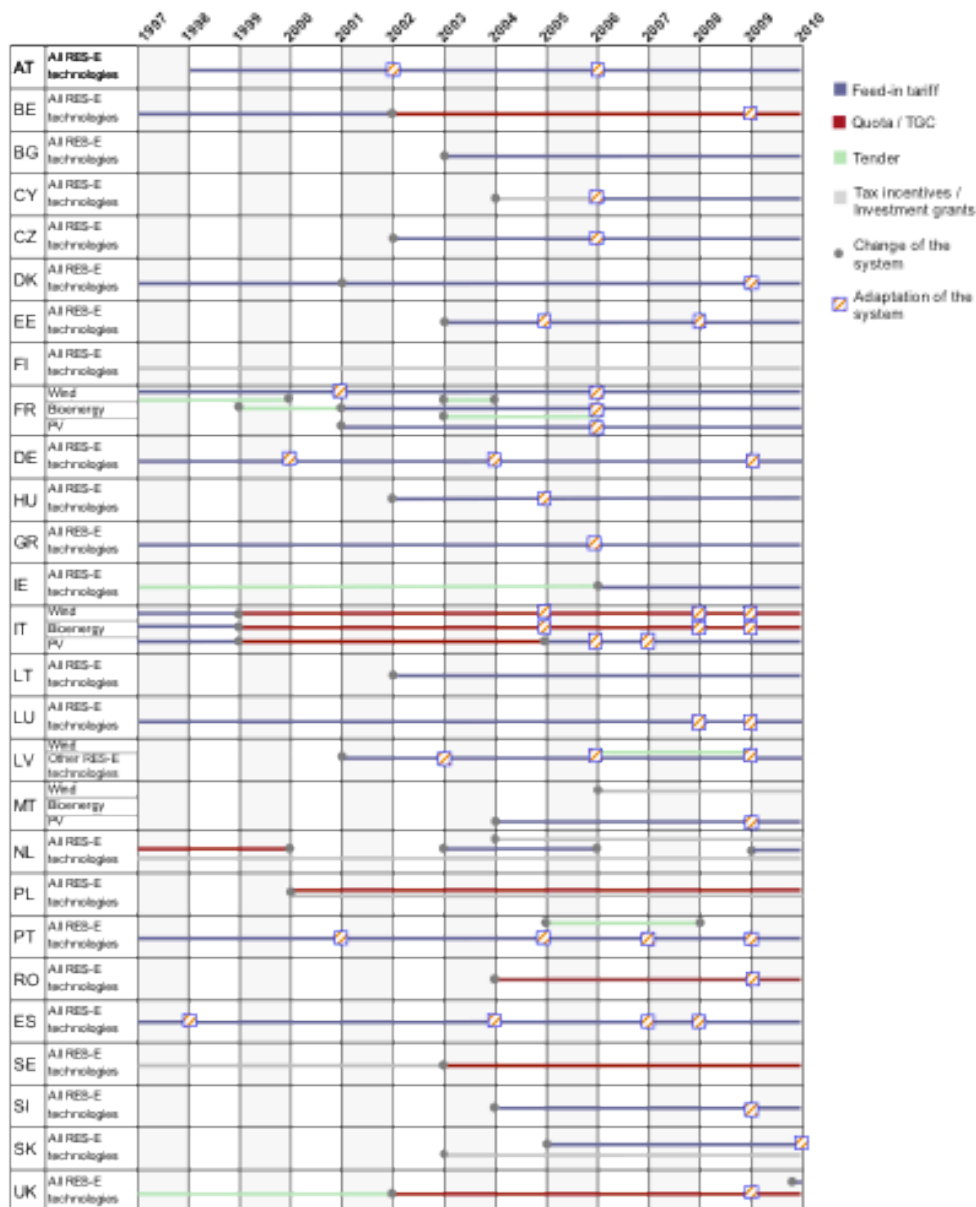 1997 1998 1999 2000 2001 2002 2003 2004 2005 2006 2007 2008 2009 2010
AT All RES-E
technologies
BE All RES-E
technologies
BG All RES-E
technologies
CY All RES-E
technologies
CZ All RES-E
technologies
DK All RES-E
technologies
EE All RES-E
technologies
FI All RES-E
technologies
Wind
FR Bioenergy
PV
DE All RES-E
technologies
HU All RES-E
technologies
GR All RES-E
technologies
IE All RES-E
technologies
Wind
IT Bioenergy
PV
LT All RES-E
technologies
LU All RES-E
technologies
Wind
LV Other RES-E
technologies
Wind
MT Bioenergy
PV
NL All RES-E
technologies
PL All RES-E
technologies
PT All RES-E
technologies
RO All RES-E
technologies
ES All RES-E
technologies
SE All RES-E
technologies
SI All RES-E
technologies
SK All RES-E
technologies
UK All RES-E
technologies
Feed-in tariff
Quota / TGC
Tender
Tax incentives /
Investment grants
Change of the
system
Adaptation of the
system